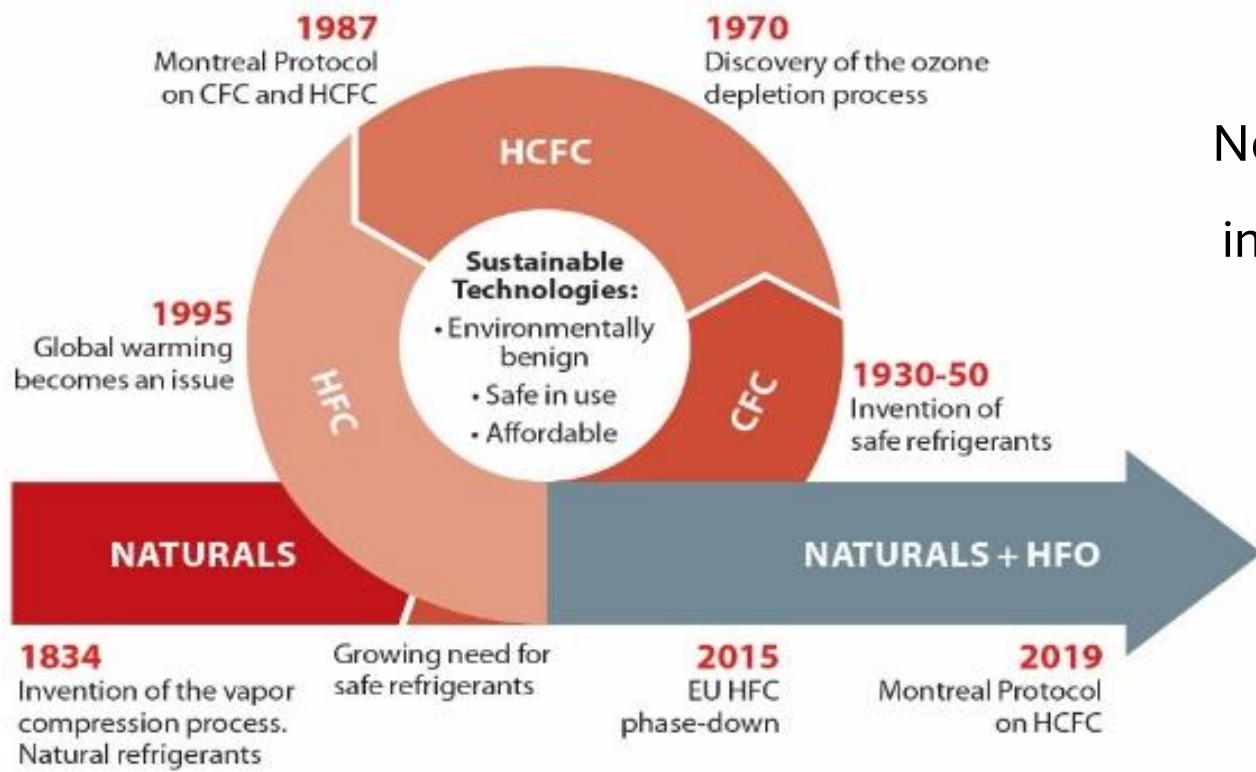 1987
Montreal Protocol
on CFC and HCFC
1970
Discovery of the ozone
depletion process
HCFC
Sustainable
Technologies:
• Environmentally
benign
• Safe in use
• Affordable
1995
Global warming
becomes an issue
HFC
CFC
1930-50
Invention of
safe refrigerants
NATURALS
NATURALS + HFO
1834
Invention of the vapor
compression process.
Natural refrigerants
Growing need for
safe refrigerants
2015
EU HFC
phase-down
2019
Montreal Protocol
on HCFC